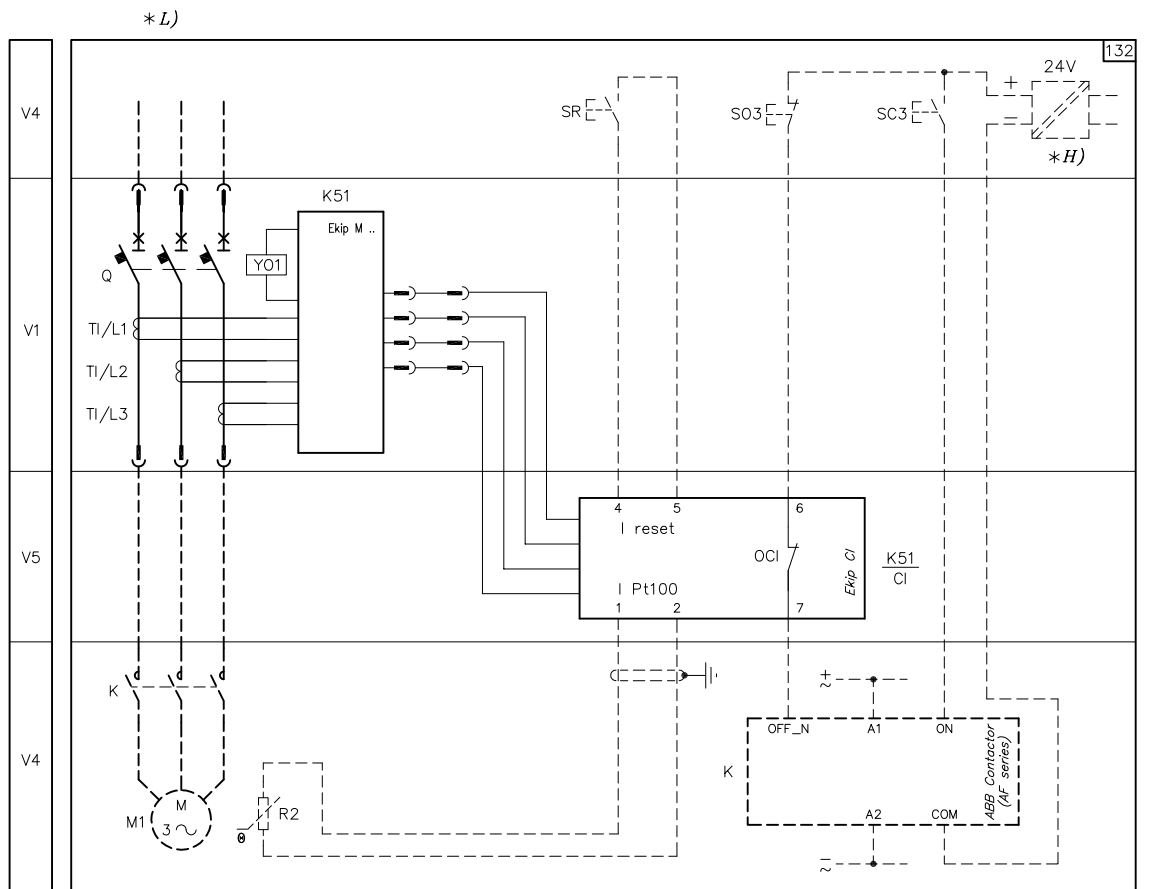 * L)
132
V4
SR
SO3
SC3
+
24V
−
* H)
V1
K51
Ekip M ..
YO1
Q
TI/L1
TI/L2
TI/L3
V5
4 5 6
I reset
OCI
Ekip CI
K51
CI
I Pt100
1 2 7
V4
K
+
~
OFF_N A1 ON
K
ABB Contactor
(AF series)
A2 COM
−
~
R2
Θ
M1
M
3 ~